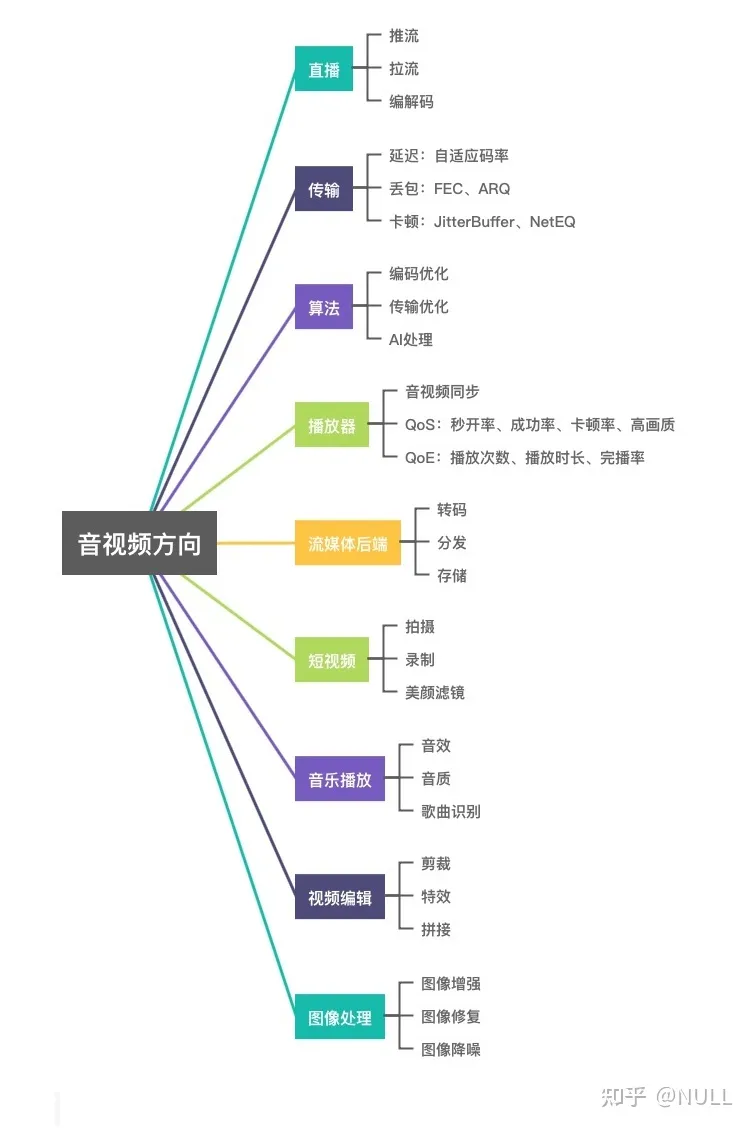 直播
推流
拉流
编解码
传输
延迟：自适应码率
丢包：FEC、ARQ
卡顿：JitterBuffer、NetEQ
算法
编码优化
传输优化
AI处理
播放器
音视频同步
QoS：秒开率、成功率、卡顿率、高画质
QoE：播放次数、播放时长、完播率
音视频方向
流媒体后端
转码
分发
存储
短视频
拍摄
录制
美颜滤镜
音乐播放
音效
音质
歌曲识别
视频编辑
剪裁
特效
拼接
图像处理
图像增强
图像修复
图像降噪
知乎 @NULL